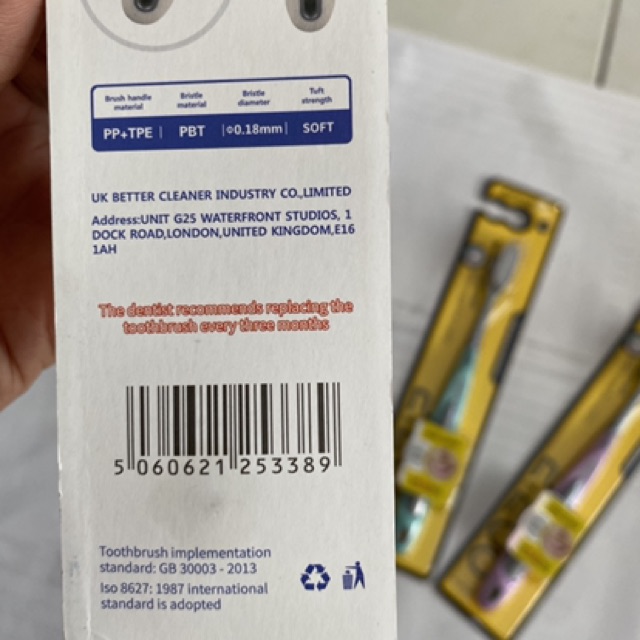 Brush handle material
Bristle material
Bristle diameter
Tuft strength
PP+TPE | PBT |Φ0.18mm| SOFT
UK BETTER CLEANER INDUSTRY CO.,LIMITED
Address:UNIT G25 WATERFRONT STUDIOS, 1
DOCK ROAD,LONDON,UNITED KINGDOM,E16
1AH
The dentist recommends replacing the
toothbrush every three months
5 060621 253389
Toothbrush implementation
standard: GB 30003 - 2013
Iso 8627: 1987 international
standard is adopted